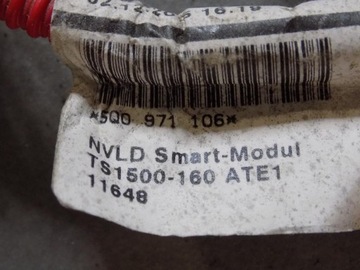 *5Q0 971 106*
NVLD Smart-Modul
TS1500-160 ATE1
11648